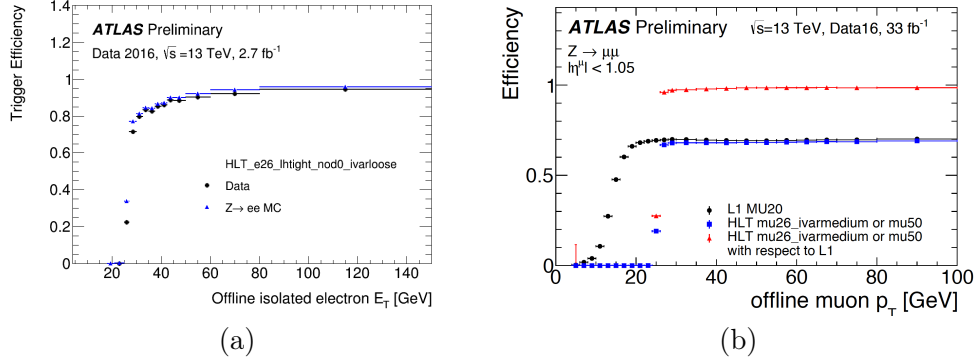 Trigger Efficiency
1.4
1.2
1
0.8
0.6
0.4
0.2
0
ATLAS Preliminary
Data 2016, √s =13 TeV, 2.7 fb⁻¹
HLT_e26_lhtight_nod0_ivarloose
Data
Z→ ee MC
20 40 60 80 100 120 140
Offline isolated electron E_T [GeV]
(a)
Efficiency
1
0.5
0
ATLAS Preliminary √s=13 TeV, Data16, 33 fb⁻¹
Z → μμ
|η^μ| < 1.05
L1 MU20
HLT mu26_ivarmedium or mu50
HLT mu26_ivarmedium or mu50
with respect to L1
0 20 40 60 80 100
offline muon p_T [GeV]
(b)